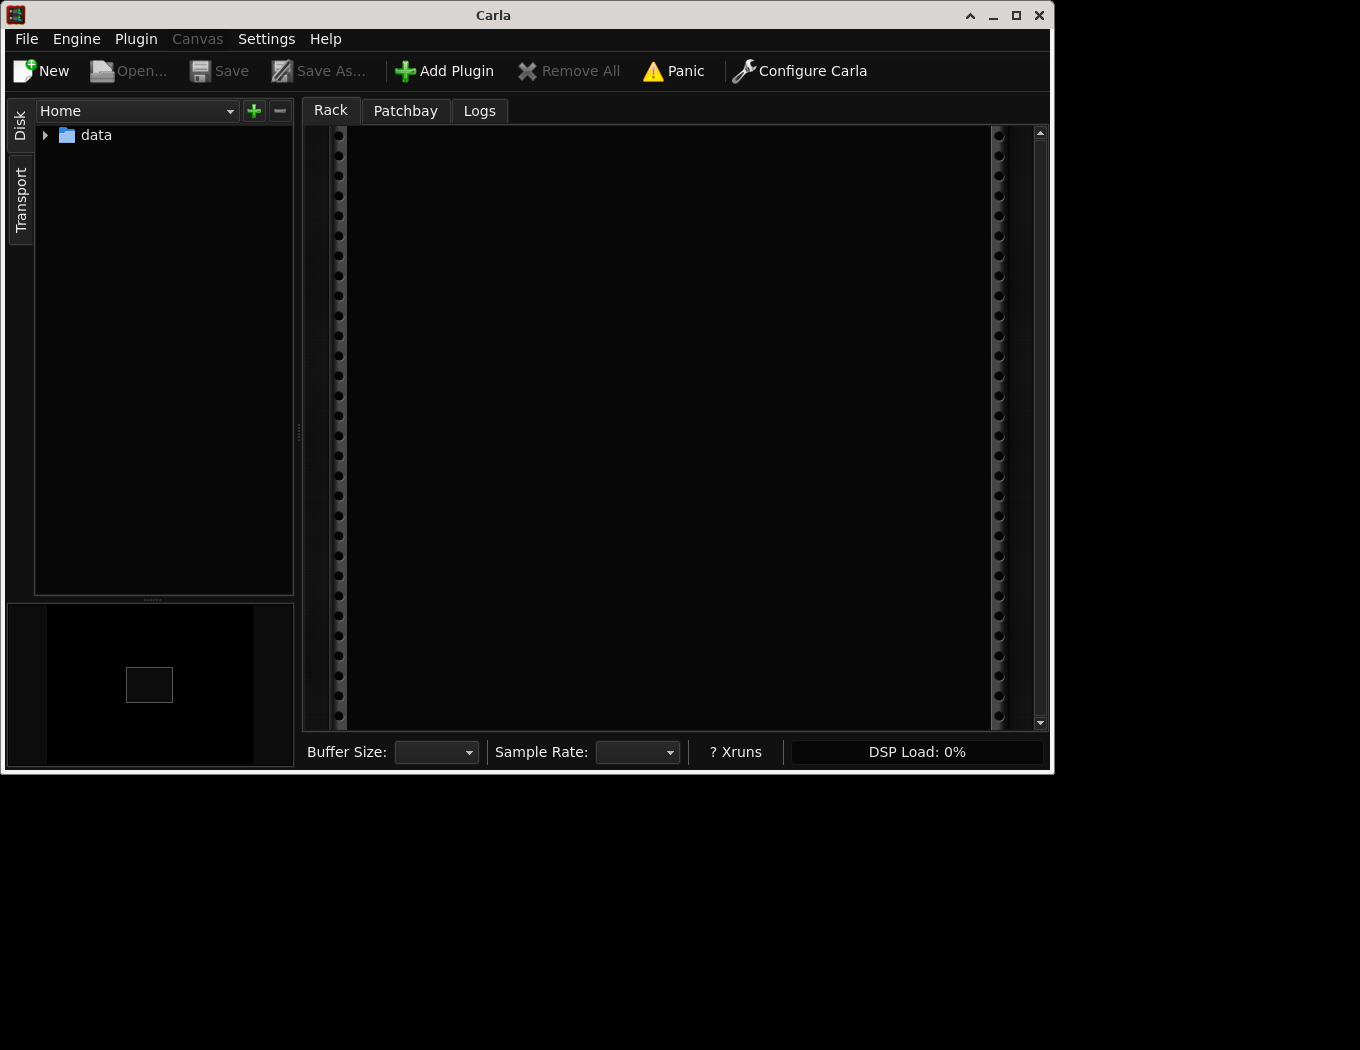 Carla
File Engine Plugin Canvas Settings Help
New Open... Save Save As... Add Plugin Remove All Panic Configure Carla
Disk
Transport
Home
data
Rack Patchbay Logs
Buffer Size: Sample Rate: ? Xruns DSP Load: 0%